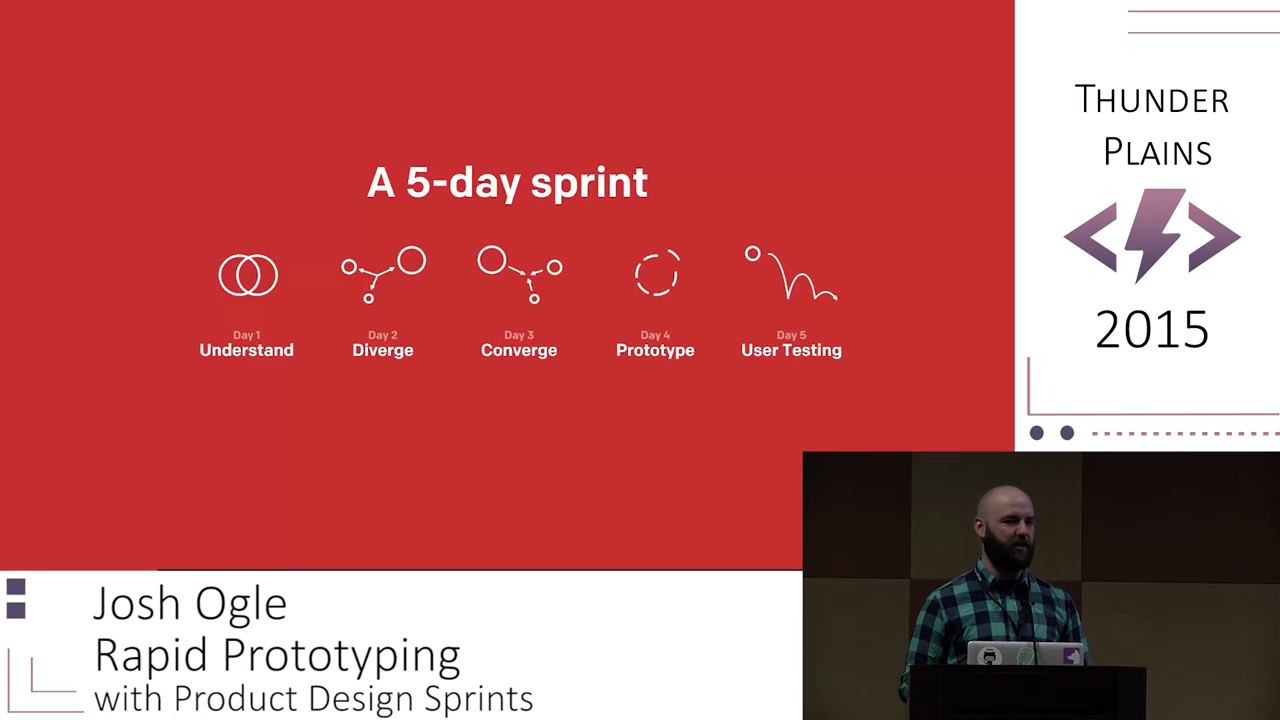 A 5-day sprint
Day 1
Understand
Day 2
Diverge
Day 3
Converge
Day 4
Prototype
Day 5
User Testing
THUNDER
PLAINS
2015
Josh Ogle
Rapid Prototyping
with Product Design Sprints